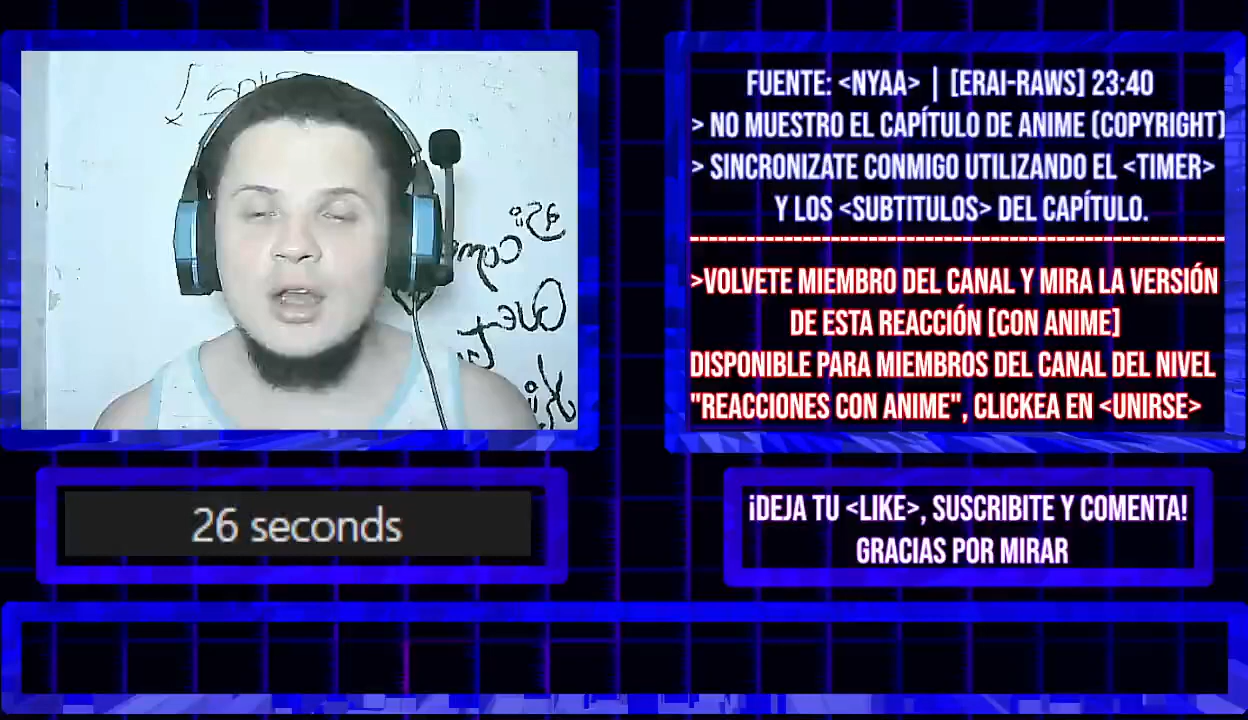 FUENTE: <NYAA> | [ERAI-RAWS] 23:40
> NO MUESTRO EL CAPÍTULO DE ANIME (COPYRIGHT)
> SINCRONIZATE CONMIGO UTILIZANDO EL <TIMER>
Y LOS <SUBTITULOS> DEL CAPÍTULO.
>VOLVETE MIEMBRO DEL CANAL Y MIRA LA VERSIÓN
DE ESTA REACCIÓN [CON ANIME]
DISPONIBLE PARA MIEMBROS DEL CANAL DEL NIVEL
"REACCIONES CON ANIME", CLICKEA EN <UNIRSE>
26 seconds
¡DEJA TU <LIKE>, SUSCRIBITE Y COMENTA!
GRACIAS POR MIRAR